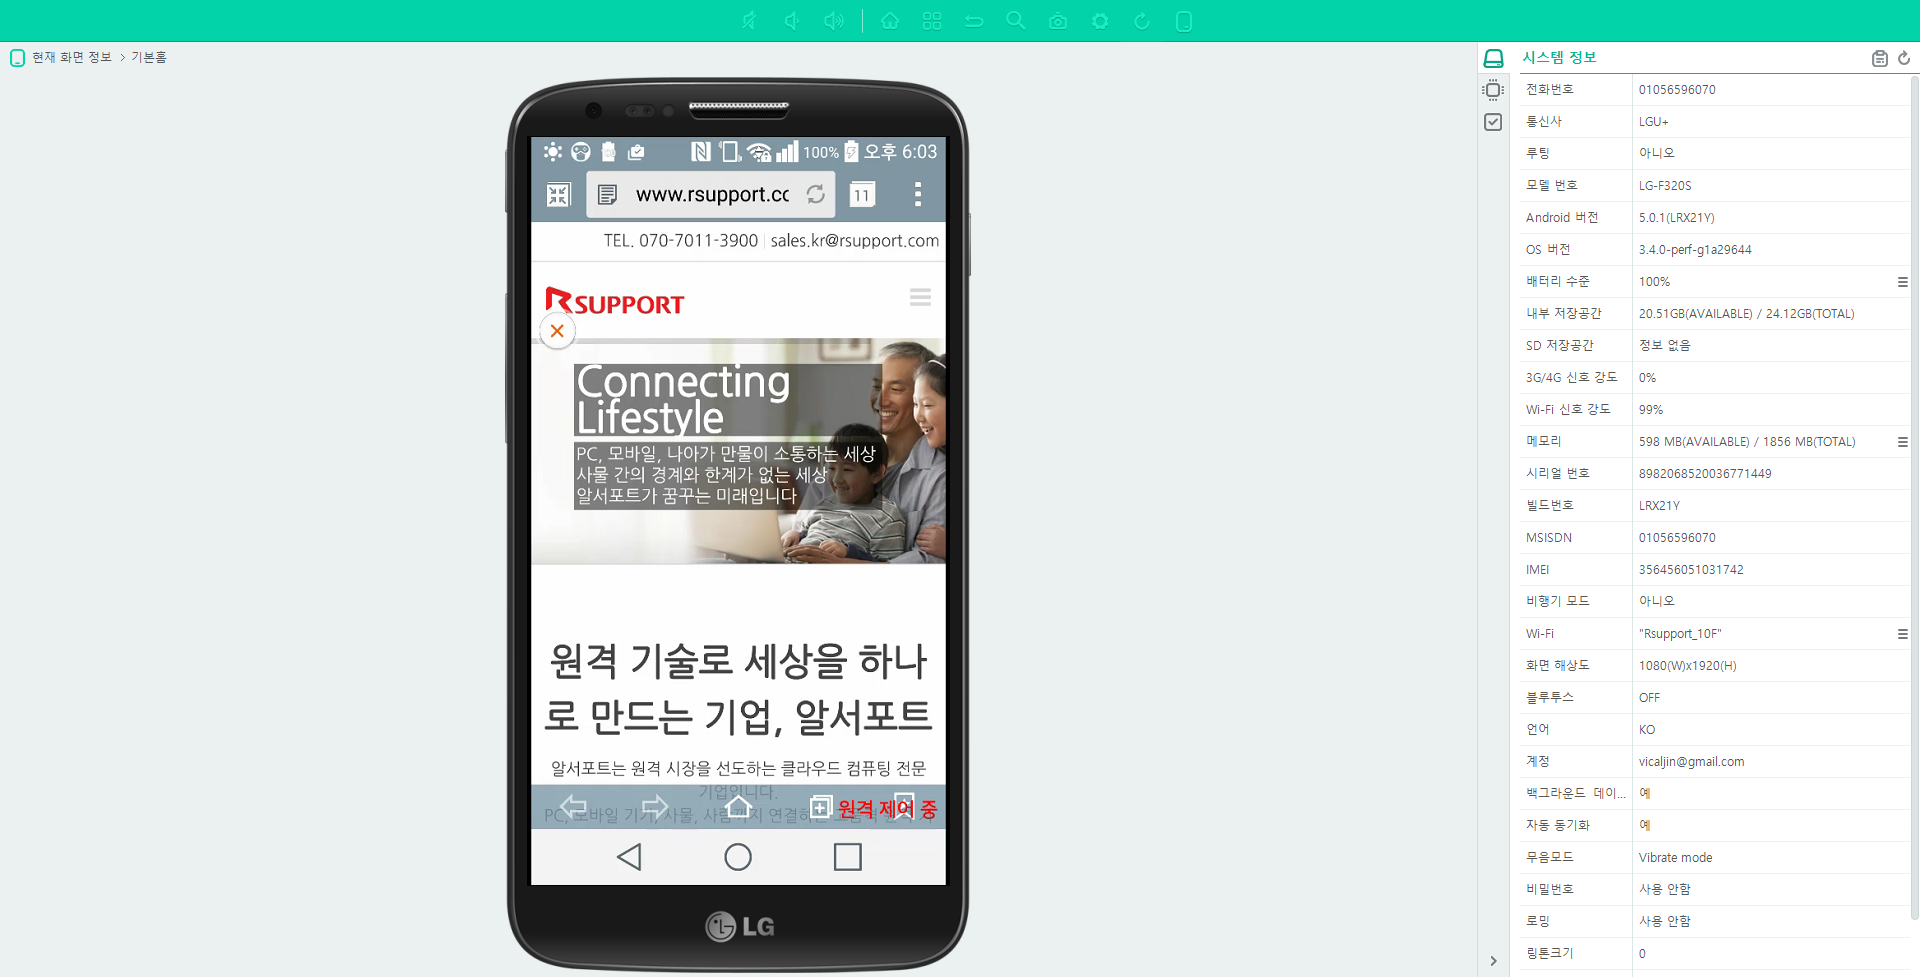 현재 화면 정보 > 기본홈
100% 오후 6:03
www.rsupport.cc
11
TEL. 070-7011-3900 | sales.kr@rsupport.com
RSUPPORT
Connecting
Lifestyle
PC, 모바일, 나아가 만물이 소통하는 세상
사물 간의 경계와 한계가 없는 세상
알서포트가 꿈꾸는 미래입니다
원격 기술로 세상을 하나
로 만드는 기업, 알서포트
알서포트는 원격 시장을 선도하는 클라우드 컴퓨팅 전문
기업입니다.
PC, 모바일 기기, 사물, 사람까지 연결하는
원격 제어 중
LG
시스템 정보
전화번호 01056596070
통신사 LGU+
루팅 아니오
모델 번호 LG-F320S
Android 버전 5.0.1(LRX21Y)
OS 버전 3.4.0-perf-g1a29644
배터리 수준 100%
내부 저장공간 20.51GB(AVAILABLE) / 24.12GB(TOTAL)
SD 저장공간 정보 없음
3G/4G 신호 강도 0%
Wi-Fi 신호 강도 99%
메모리 598 MB(AVAILABLE) / 1856 MB(TOTAL)
시리얼 번호 8982068520036771449
빌드번호 LRX21Y
MSISDN 01056596070
IMEI 356456051031742
비행기 모드 아니오
Wi-Fi "Rsupport_10F"
화면 해상도 1080(W)x1920(H)
블루투스 OFF
언어 KO
계정 vicaljin@gmail.com
백그라운드 데이... 예
자동 동기화 예
무음모드 Vibrate mode
비밀번호 사용 안함
로밍 사용 안함
링톤크기 0